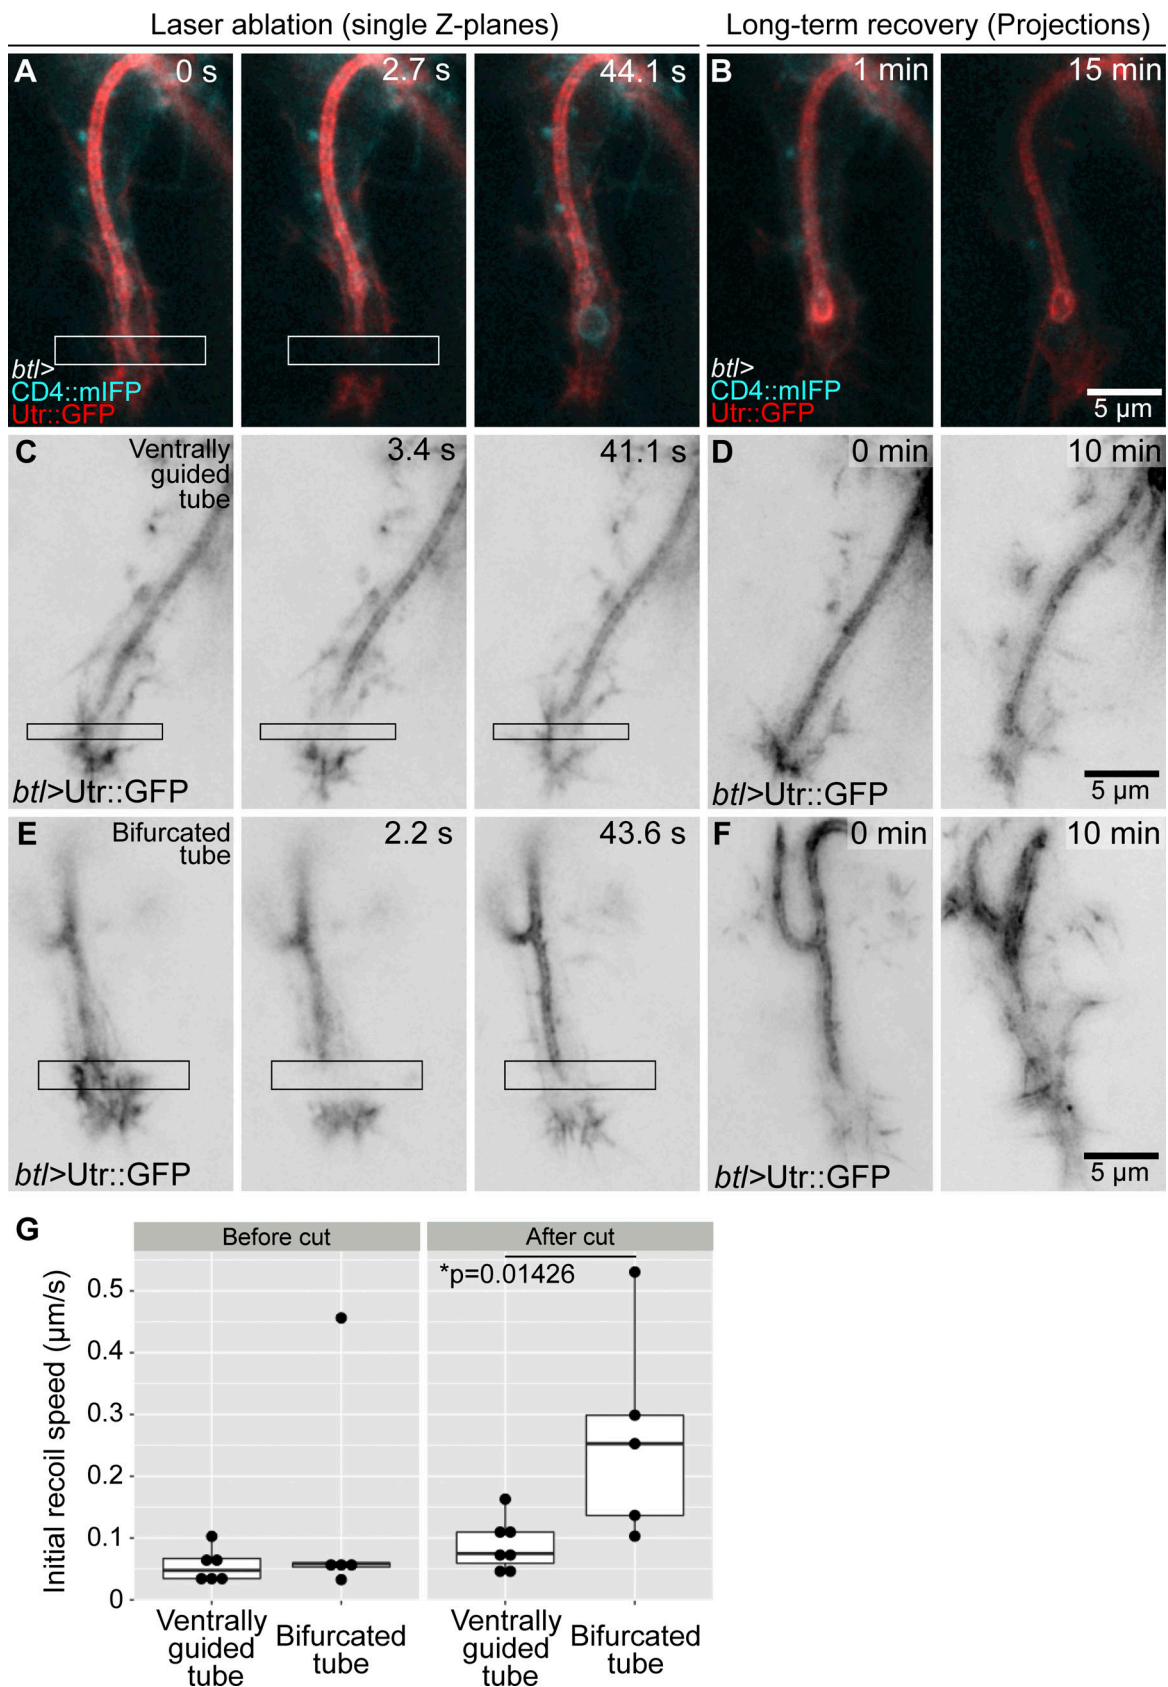 Laser ablation (single Z-planes)
Long-term recovery (Projections)
A
0 s
2.7 s
44.1 s
B
1 min
15 min
btl>
CD4::mIFP
Utr::GFP
btl>
CD4::mIFP
Utr::GFP
5 µm
C
Ventrally
guided
tube
3.4 s
41.1 s
D
0 min
10 min
btl>Utr::GFP
btl>Utr::GFP
5 µm
E
Bifurcated
tube
2.2 s
43.6 s
F
0 min
10 min
btl>Utr::GFP
btl>Utr::GFP
5 µm
G
Before cut
After cut
*p=0.01426
Initial recoil speed (µm/s)
0.5
0.4
0.3
0.2
0.1
0
Ventrally
guided
tube
Bifurcated
tube
Ventrally
guided
tube
Bifurcated
tube